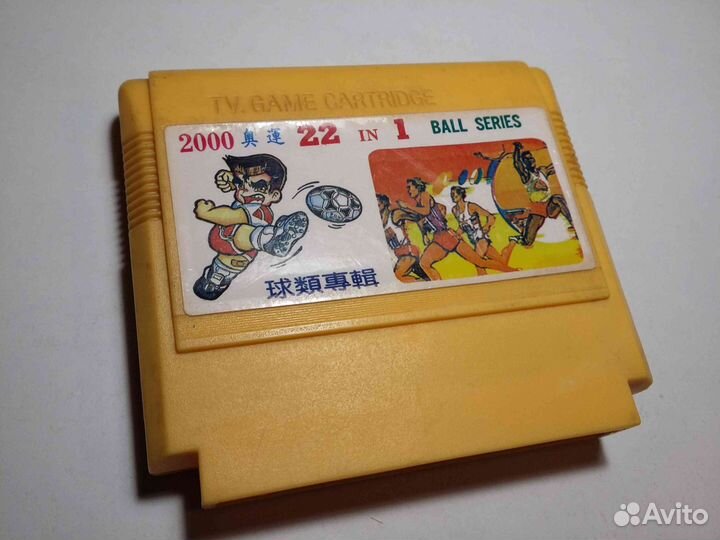 TV. GAME CARTRIDGE
2000 奥運 22 IN 1 BALL SERIES
球類專輯
Avito